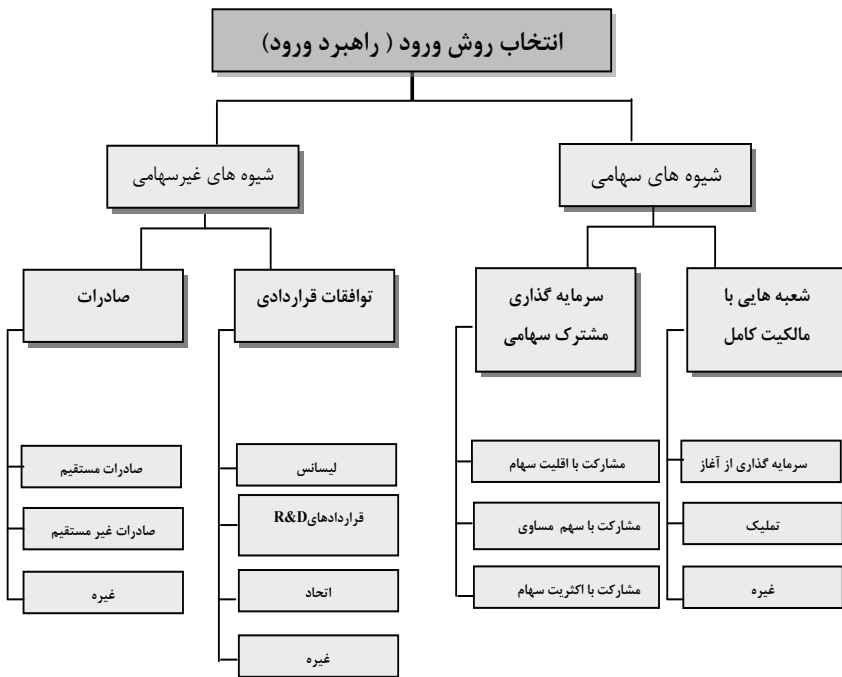 انتخاب روش ورود ( راهبرد ورود)
شیوه های سهامی
شیوه های غیرسهامی
شعبه هایی با
مالکیت کامل
سرمایه گذاری
مشترک سهامی
توافقات قراردادی
صادرات
سرمایه گذاری از آغاز
تملیک
غیره
مشارکت با اقلیت سهام
مشارکت با سهم مساوی
مشارکت با اکثریت سهام
لیسانس
قراردادهایR&D
اتحاد
غیره
صادرات مستقیم
صادرات غیر مستقیم
غیره